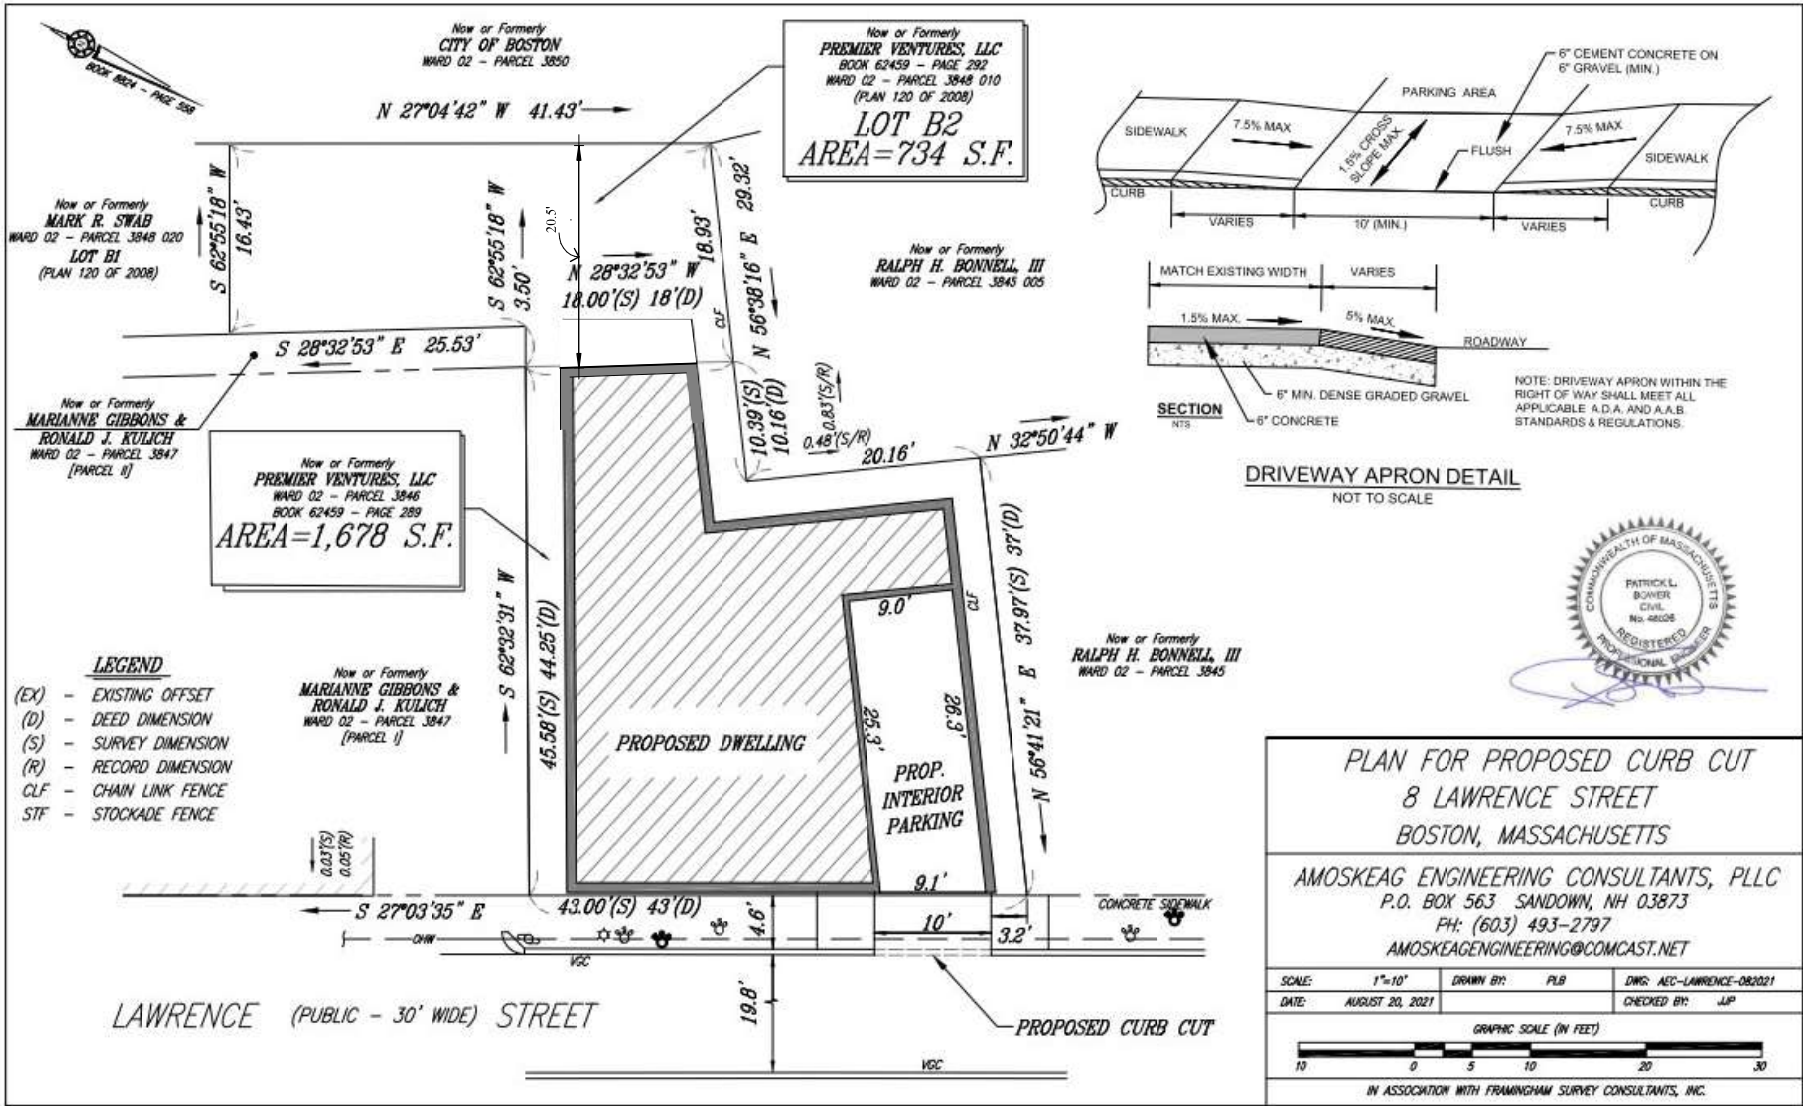 BOOK 8824 - PAGE 558
Now or Formerly
CITY OF BOSTON
WARD 02 - PARCEL 3850
N 27°04'42" W 41.43'
Now or Formerly
PREMIER VENTURES, LLC
BOOK 62459 - PAGE 292
WARD 02 - PARCEL 3848 010
(PLAN 120 OF 2008)
LOT B2
AREA=734 S.F.
Now or Formerly
MARK R. SWAB
WARD 02 - PARCEL 3848 020
LOT B1
(PLAN 120 OF 2008)
S 62°55'18" W
16.43'
S 62°55'18" W
3.50'
20.5'
N 28°32'53" W
18.00'(S) 18'(D)
18.93'
N 56°38'16" E 29.32'
CLF
10.39'(S)
10.16'(D)
0.83'(S/R)
0.48'(S/R)
20.16'
N 32°50'44" W
Now or Formerly
RALPH H. BONNELL, III
WARD 02 - PARCEL 3845 005
S 28°32'53" E 25.53'
Now or Formerly
MARIANNE GIBBONS &
RONALD J. KULICH
WARD 02 - PARCEL 3847
[PARCEL II]
Now or Formerly
PREMIER VENTURES, LLC
WARD 02 - PARCEL 3846
BOOK 62459 - PAGE 289
AREA=1,678 S.F.
S 62°32'31" W
45.58'(S) 44.25'(D)
Now or Formerly
MARIANNE GIBBONS &
RONALD J. KULICH
WARD 02 - PARCEL 3847
[PARCEL I]
LEGEND
(EX) - EXISTING OFFSET
(D) - DEED DIMENSION
(S) - SURVEY DIMENSION
(R) - RECORD DIMENSION
CLF - CHAIN LINK FENCE
STF - STOCKADE FENCE
0.03'(S)
0.05'(R)
PROPOSED DWELLING
9.0'
25.3'
26.3'
PROP.
INTERIOR
PARKING
9.1'
CLF
N 56°41'21" E 37.97'(S) 37'(D)
Now or Formerly
RALPH H. BONNELL, III
WARD 02 - PARCEL 3845
S 27°03'35" E
43.00'(S) 43'(D)
4.6'
10'
3.2'
CONCRETE SIDEWALK
OHW
VGC
19.8'
LAWRENCE (PUBLIC - 30' WIDE) STREET
PROPOSED CURB CUT
VGC
6" CEMENT CONCRETE ON
6" GRAVEL (MIN.)
PARKING AREA
SIDEWALK
7.5% MAX
1.5% CROSS
SLOPE MAX.
FLUSH
7.5% MAX
SIDEWALK
CURB
CURB
VARIES
10' (MIN.)
VARIES
MATCH EXISTING WIDTH
VARIES
1.5% MAX.
5% MAX.
ROADWAY
6" MIN. DENSE GRADED GRAVEL
6" CONCRETE
SECTION
NTS
NOTE: DRIVEWAY APRON WITHIN THE
RIGHT OF WAY SHALL MEET ALL
APPLICABLE A.D.A. AND A.A.B.
STANDARDS & REGULATIONS.
DRIVEWAY APRON DETAIL
NOT TO SCALE
COMMONWEALTH OF MASSACHUSETTS
PATRICK L.
BOWER
CIVIL
No. 48026
REGISTERED
PROFESSIONAL ENGINEER
PLAN FOR PROPOSED CURB CUT
8 LAWRENCE STREET
BOSTON, MASSACHUSETTS
AMOSKEAG ENGINEERING CONSULTANTS, PLLC
P.O. BOX 563 SANDOWN, NH 03873
PH: (603) 493-2797
AMOSKEAGENGINEERING@COMCAST.NET
SCALE: 1"=10' DRAWN BY: PLB DWG: AEC-LAWRENCE-082021
DATE: AUGUST 20, 2021 CHECKED BY: JJP
GRAPHIC SCALE (IN FEET)
10 0 5 10 20 30
IN ASSOCIATION WITH FRAMINGHAM SURVEY CONSULTANTS, INC.